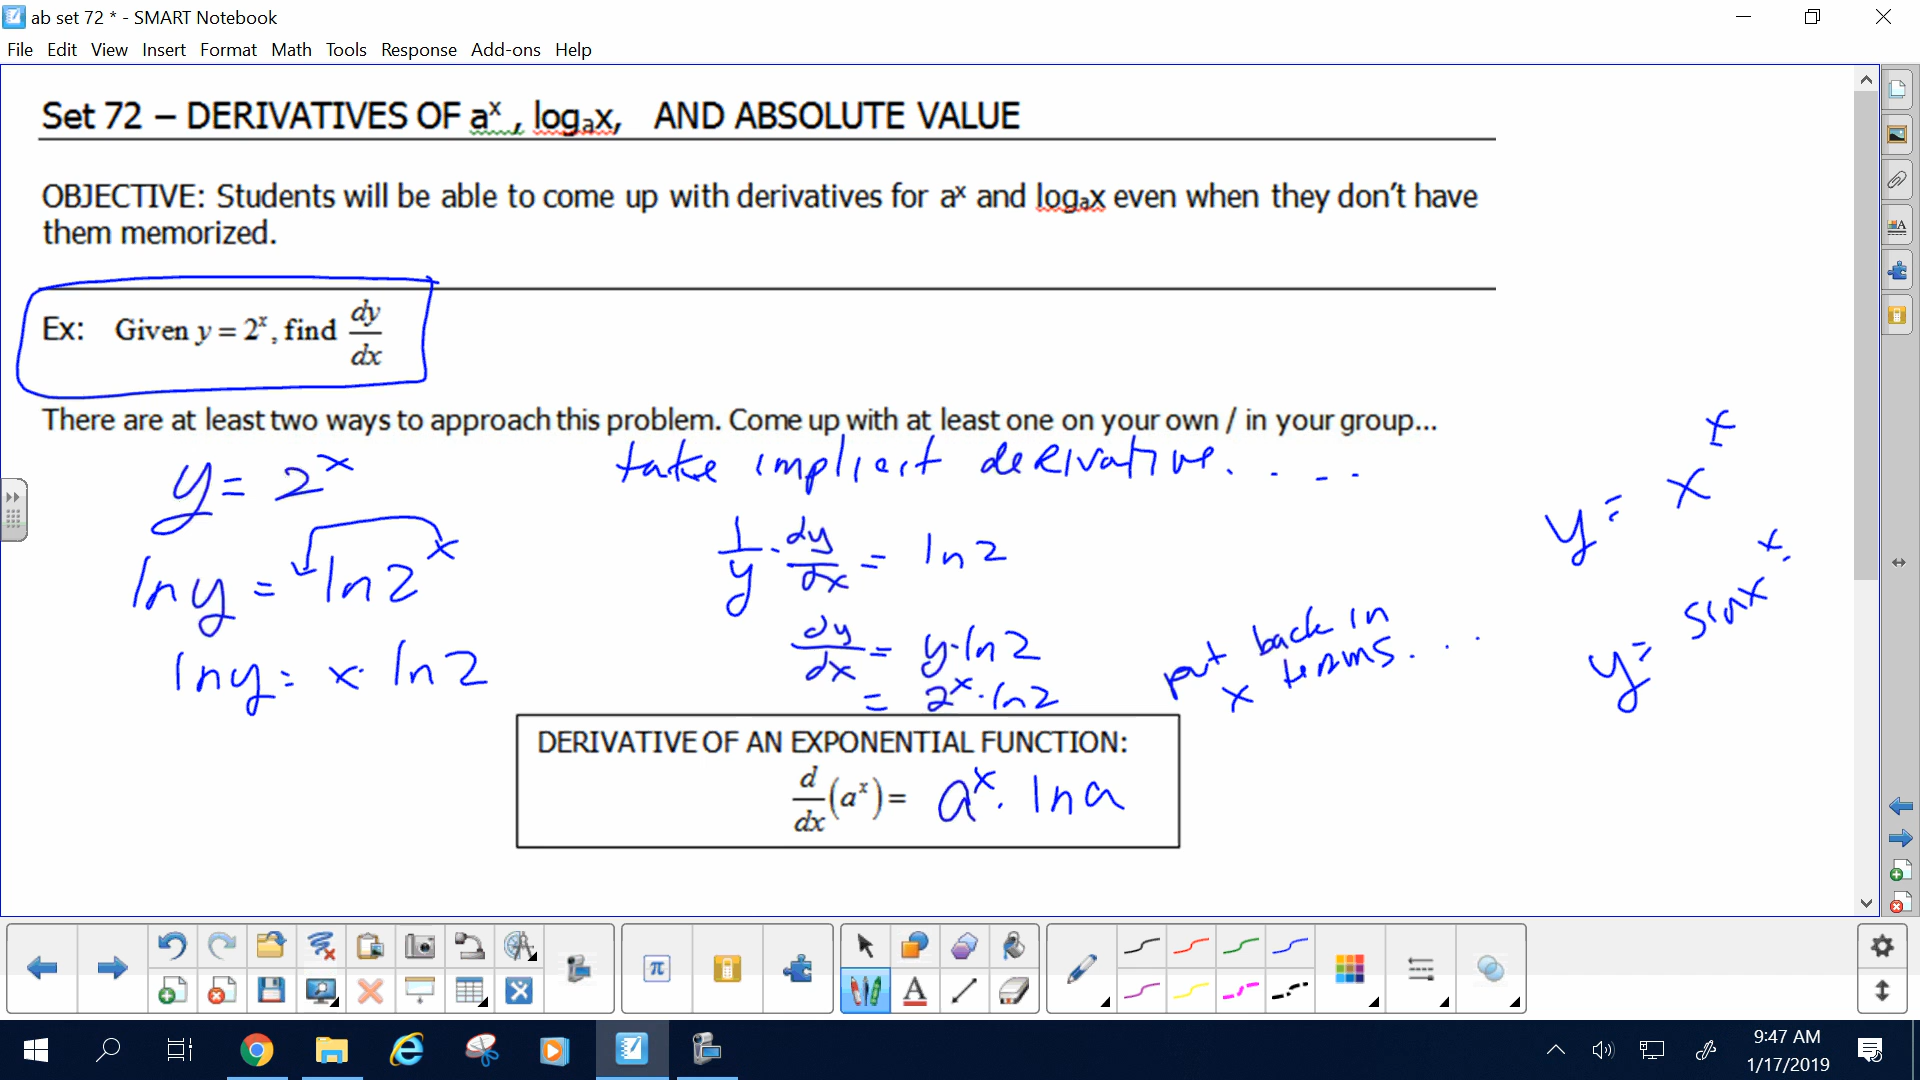 ab set 72 * - SMART Notebook
File Edit View Insert Format Math Tools Response Add-ons Help
Set 72 – DERIVATIVES OF aˣ , logₐx, AND ABSOLUTE VALUE
OBJECTIVE: Students will be able to come up with derivatives for aˣ and logₐx even when they don't have
them memorized.
Ex: Given y = 2ˣ, find dy/dx
There are at least two ways to approach this problem. Come up with at least one on your own / in your group...
y = 2ˣ
ln y = ln 2ˣ
ln y = x · ln 2
take implicit derivative. . . . .
1/y · dy/dx = ln 2
dy/dx = y · ln 2
= 2ˣ · ln 2
put back in
x terms. . . .
y = xˣ
y = sin xˣ
DERIVATIVE OF AN EXPONENTIAL FUNCTION:
d/dx (aˣ) = aˣ · ln a
9:47 AM
1/17/2019